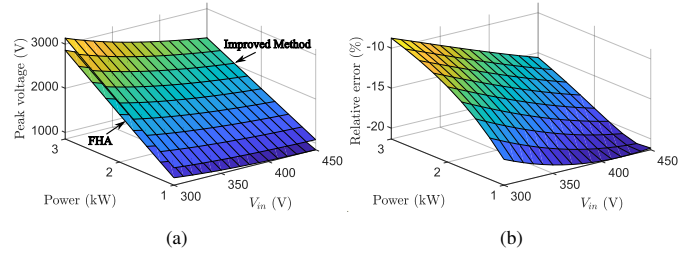 Peak voltage (V)
3000
2000
1000
3
2
1
Power (kW)
300
350
400
450
V_in (V)
Improved Method
FHA
(a)
Relative error (%)
-10
-15
-20
3
2
1
Power (kW)
300
350
400
450
V_in (V)
(b)